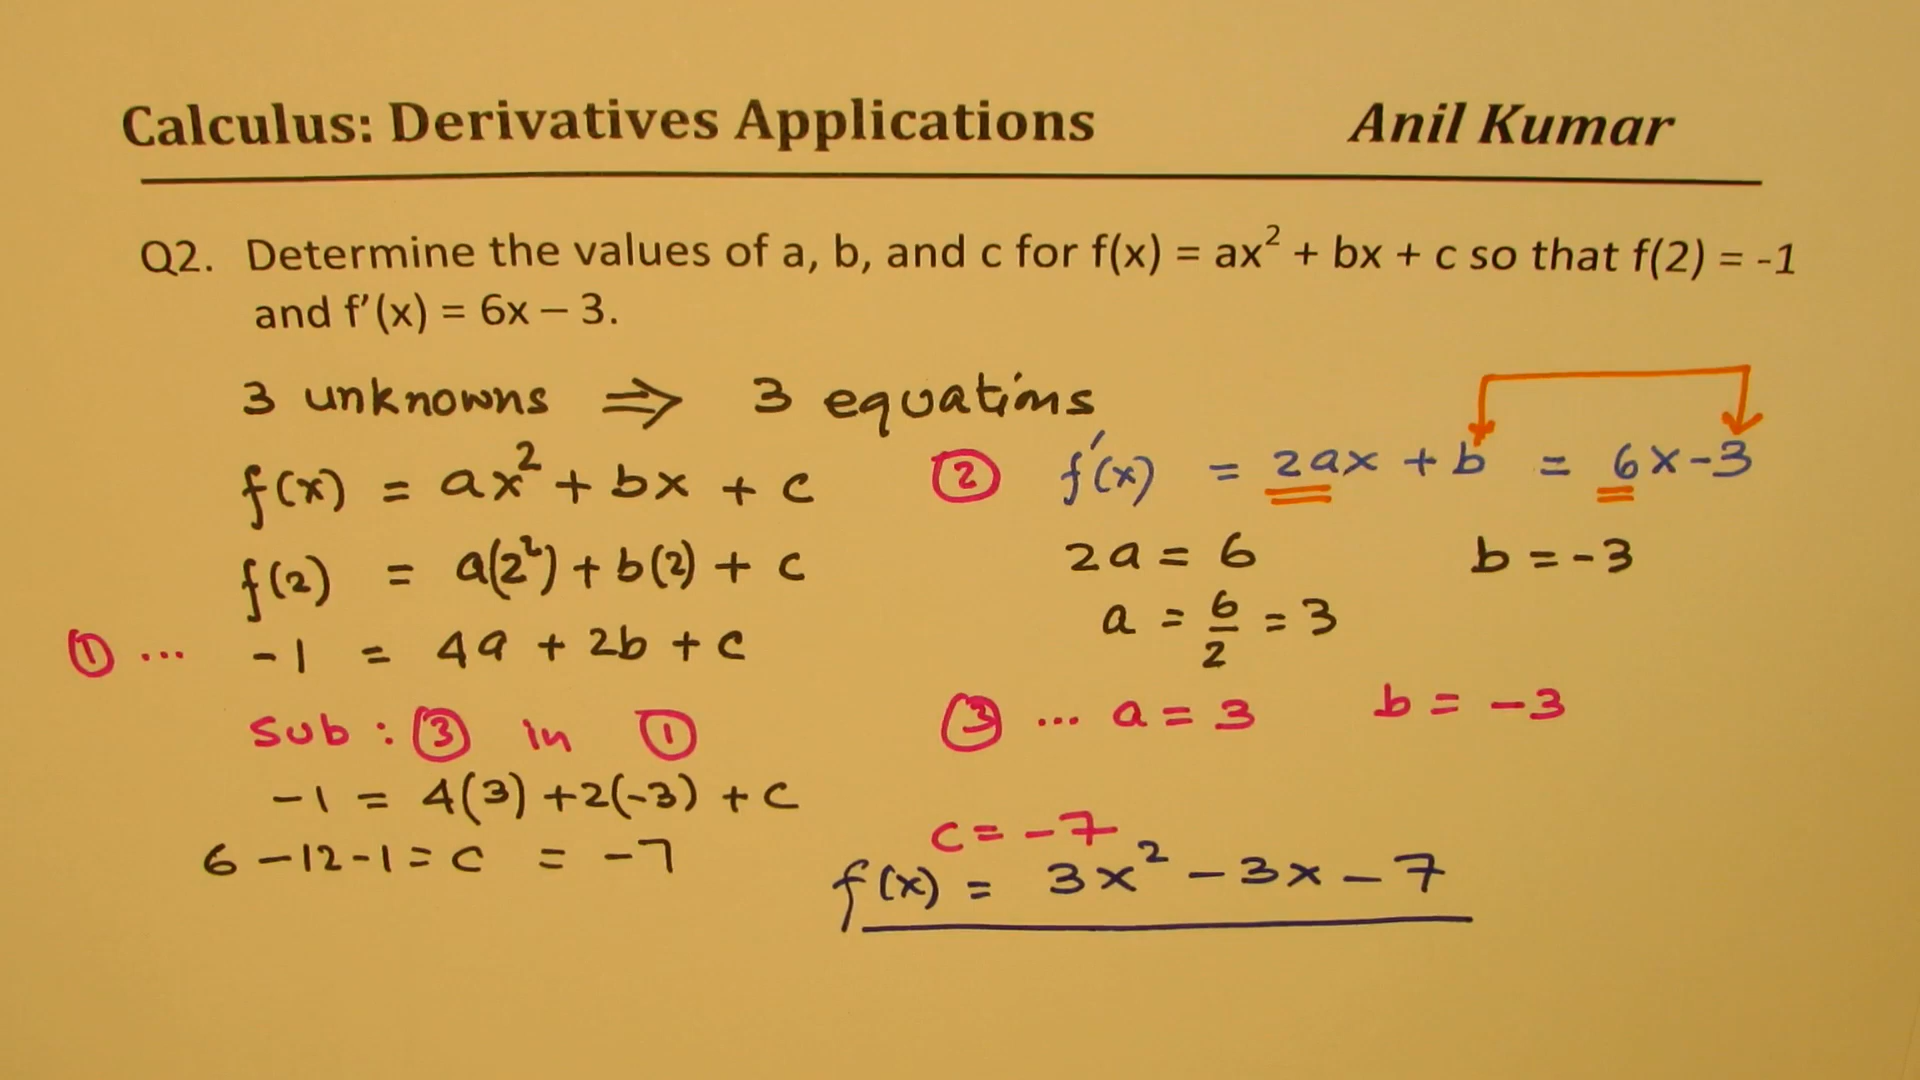 Calculus: Derivatives Applications Anil Kumar
Q2. Determine the values of a, b, and c for f(x) = ax² + bx + c so that f(2) = -1
and f'(x) = 6x – 3.
3 unknowns ⇒ 3 equations
f(x) = ax² + bx + c
f(2) = a(2²) + b(2) + c
① ... -1 = 4a + 2b + c
Sub : ③ in ①
-1 = 4(3) +2(-3) + c
6 -12 -1 = c = -7
② f'(x) = 2ax + b = 6x-3
2a = 6 b = -3
a = 6/2 = 3
③ ... a = 3 b = -3
c = -7
f(x) = 3x² - 3x - 7